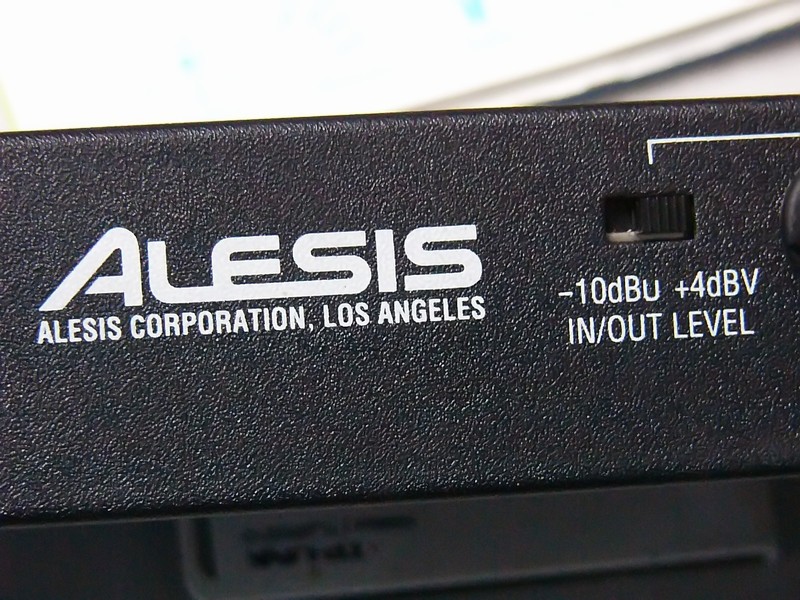 ALESIS
ALESIS CORPORATION, LOS ANGELES
-10dBu +4dBV
IN/OUT LEVEL